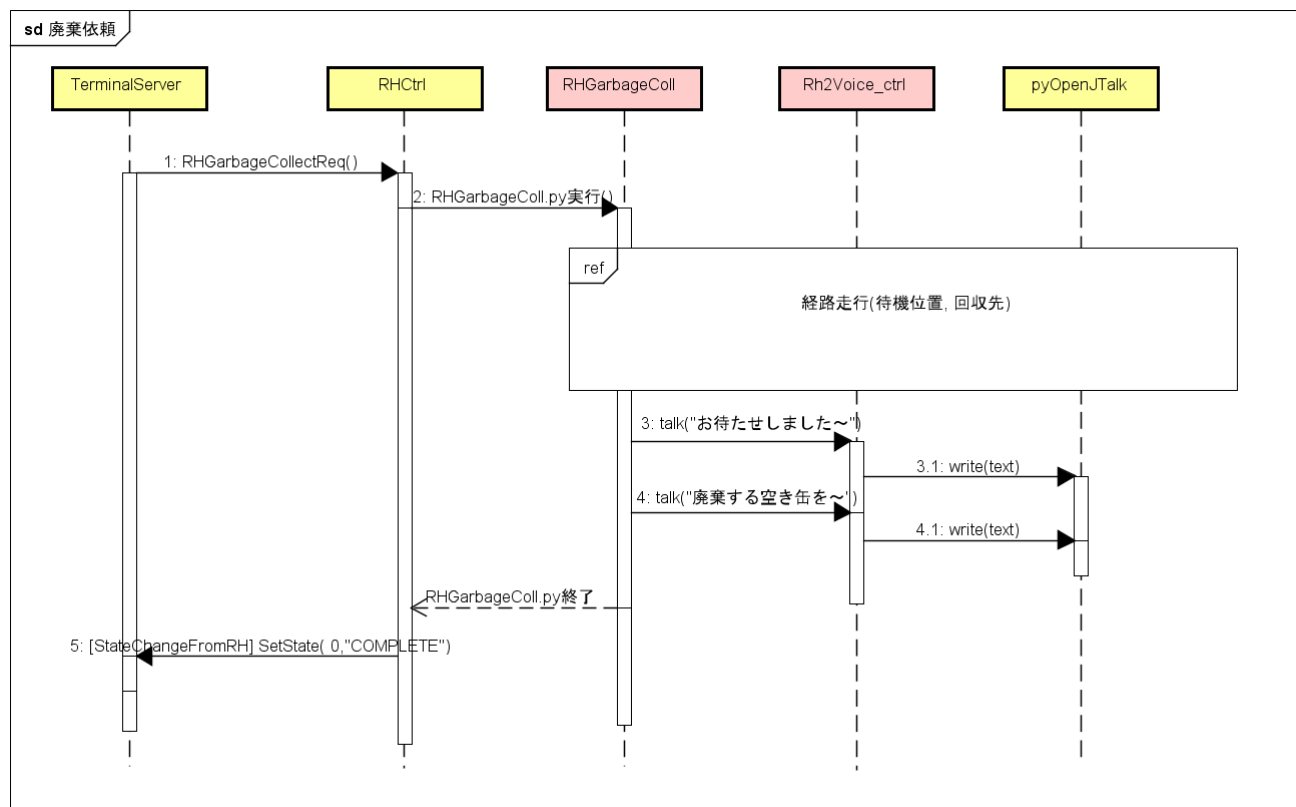 sd 廃棄依頼
TerminalServer
RHCtrl
RHGarbageColl
Rh2Voice_ctrl
pyOpenJTalk
1: RHGarbageCollectReq()
2: RHGarbageColl.py実行()
ref
経路走行(待機位置, 回収先)
3: talk("お待たせしました～")
3.1: write(text)
4: talk("廃棄する空き缶を～")
4.1: write(text)
RHGarbageColl.py終了
5: [StateChangeFromRH] SetState( 0,"COMPLETE")